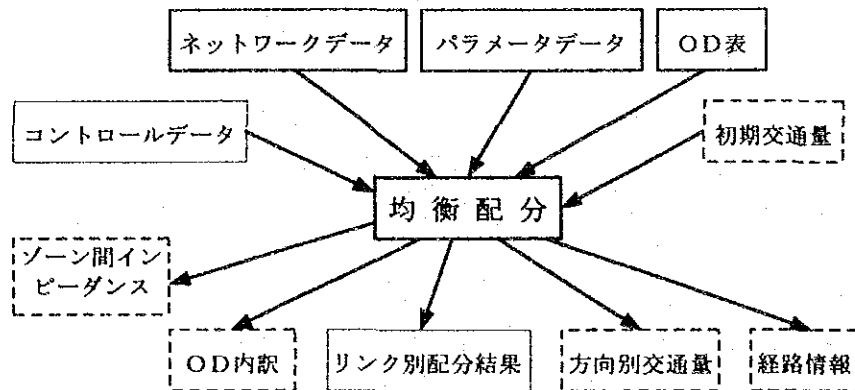 ネットワークデータ
パラメータデータ
OD表
コントロールデータ
初期交通量
均衡配分
ゾーン間イン
ピーダンス
OD内訳
リンク別配分結果
方向別交通量
経路情報